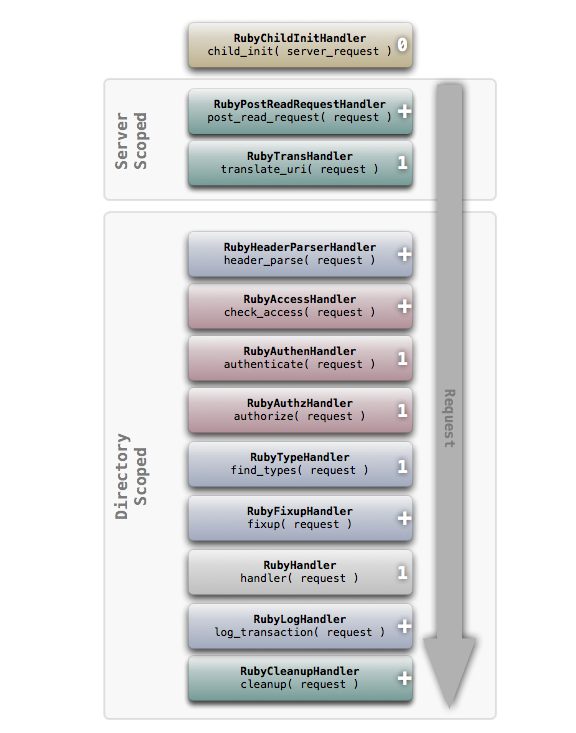 RubyChildInitHandler
child_init( server_request ) 0
Server
Scoped
RubyPostReadRequestHandler
post_read_request( request ) +
RubyTransHandler
translate_uri( request ) 1
Directory
Scoped
RubyHeaderParserHandler
header_parse( request ) +
RubyAccessHandler
check_access( request ) +
RubyAuthenHandler
authenticate( request ) 1
RubyAuthzHandler
authorize( request ) 1
RubyTypeHandler
find_types( request ) 1
RubyFixupHandler
fixup( request ) +
RubyHandler
handler( request ) 1
RubyLogHandler
log_transaction( request ) +
RubyCleanupHandler
cleanup( request ) +
Request